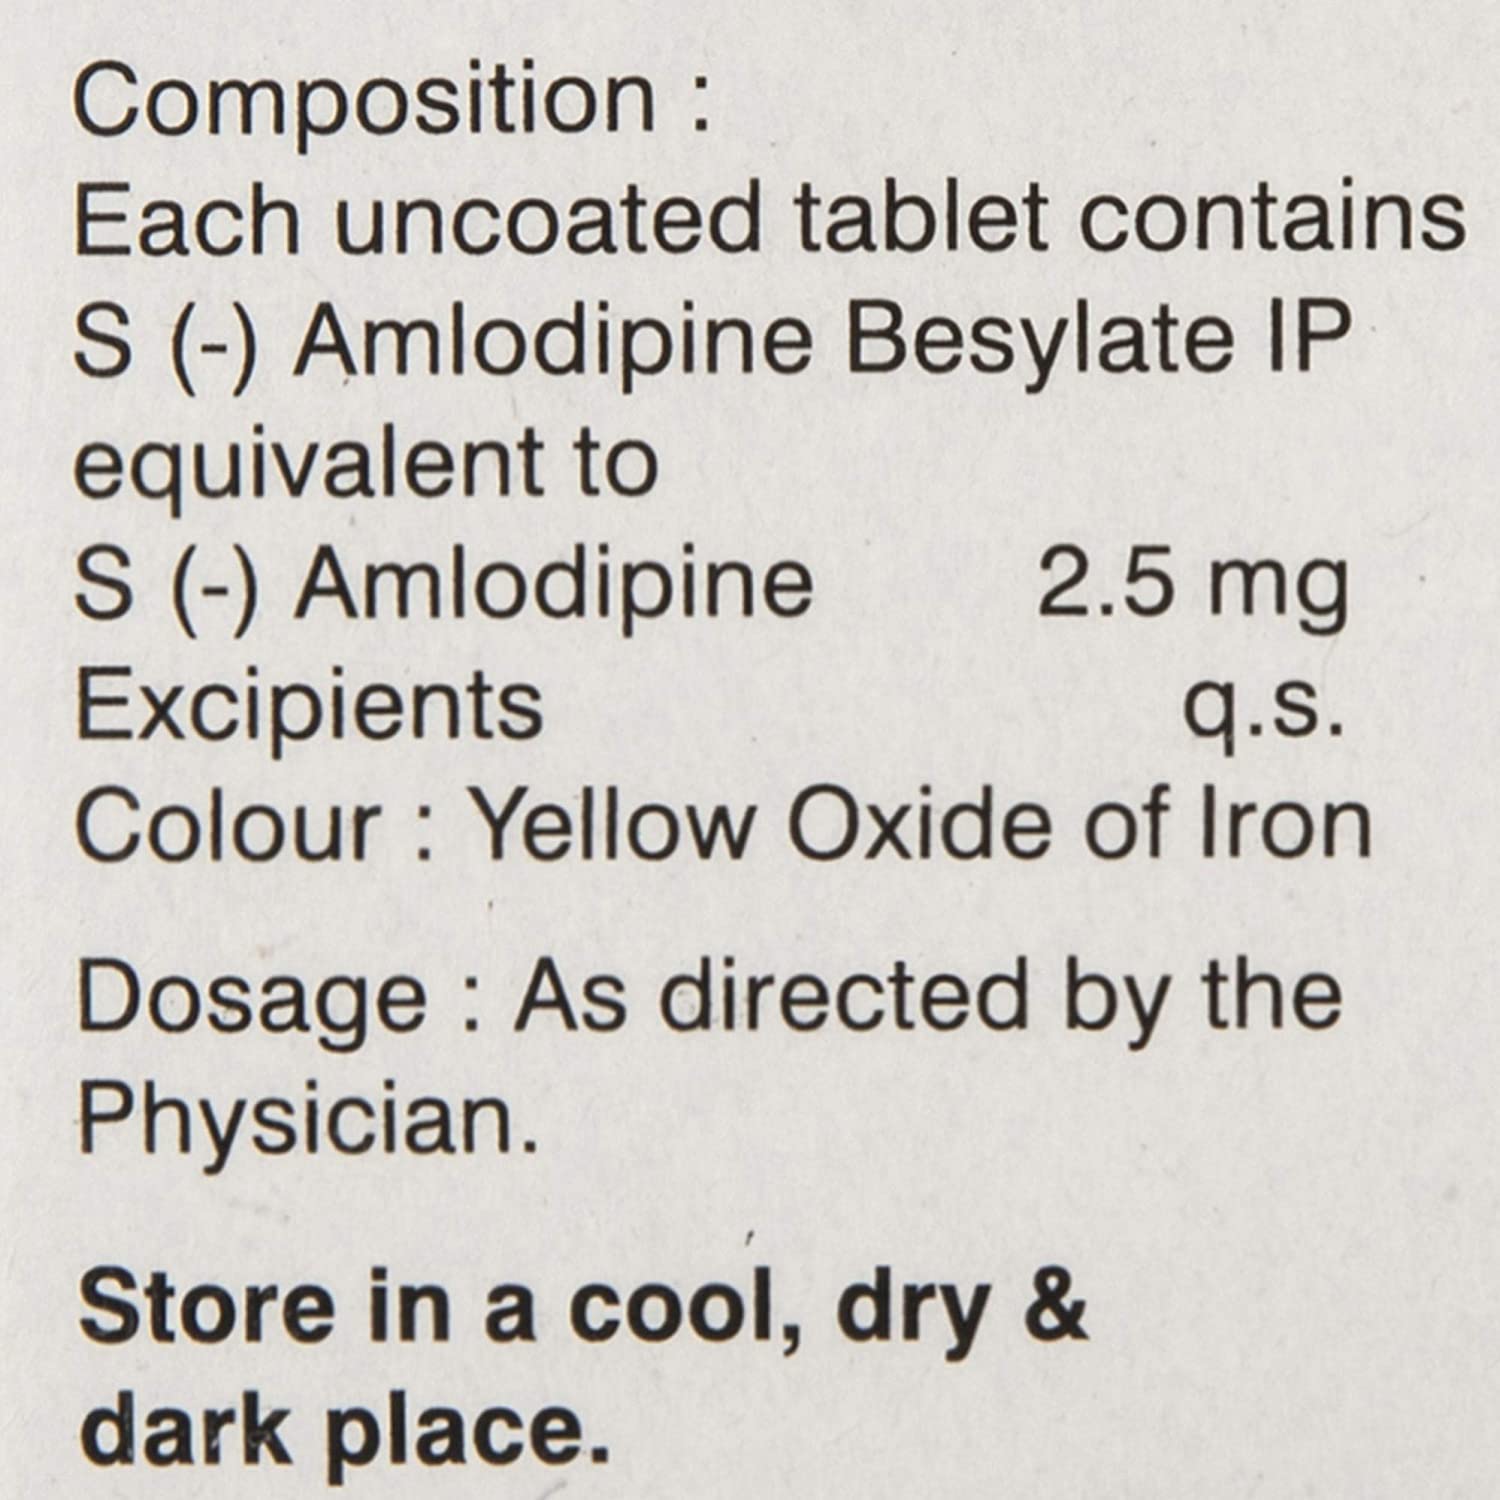 Composition :
Each uncoated tablet contains
S (-) Amlodipine Besylate IP
equivalent to
S (-) Amlodipine 2.5 mg
Excipients q.s.
Colour : Yellow Oxide of Iron
Dosage : As directed by the
Physician.
Store in a cool, dry &
dark place.